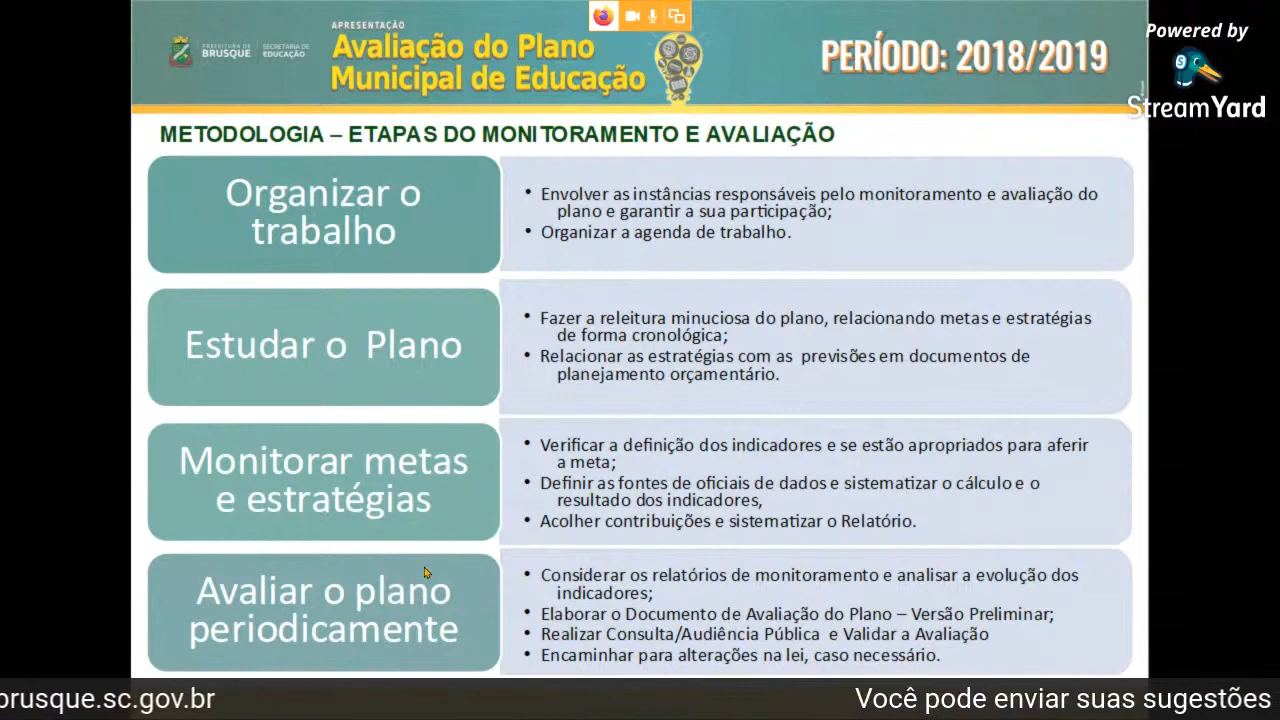 PREFEITURA DE
BRUSQUE
SECRETARIA DE
EDUCAÇÃO
APRESENTAÇÃO
Avaliação do Plano
Municipal de Educação
PERÍODO: 2018/2019
Powered by
StreamYard
METODOLOGIA – ETAPAS DO MONITORAMENTO E AVALIAÇÃO
Organizar o
trabalho
• Envolver as instâncias responsáveis pelo monitoramento e avaliação do
plano e garantir a sua participação;
• Organizar a agenda de trabalho.
Estudar o Plano
• Fazer a releitura minuciosa do plano, relacionando metas e estratégias
de forma cronológica;
• Relacionar as estratégias com as previsões em documentos de
planejamento orçamentário.
Monitorar metas
e estratégias
• Verificar a definição dos indicadores e se estão apropriados para aferir
a meta;
• Definir as fontes de oficiais de dados e sistematizar o cálculo e o
resultado dos indicadores,
• Acolher contribuições e sistematizar o Relatório.
Avaliar o plano
periodicamente
• Considerar os relatórios de monitoramento e analisar a evolução dos
indicadores;
• Elaborar o Documento de Avaliação do Plano – Versão Preliminar;
• Realizar Consulta/Audiência Pública e Validar a Avaliação
• Encaminhar para alterações na lei, caso necessário.
brusque.sc.gov.br
Você pode enviar suas sugestões